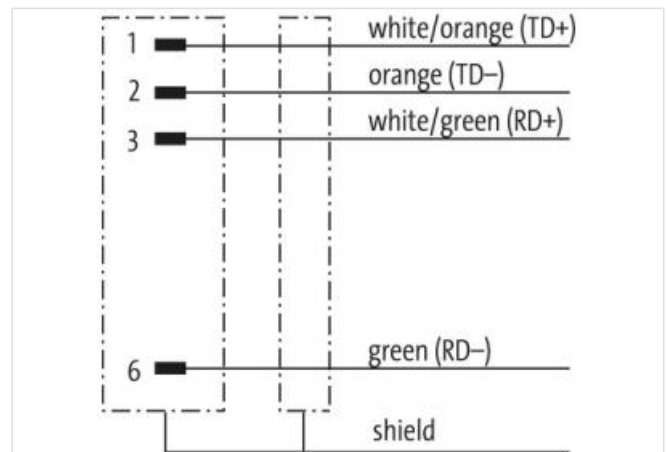 1 white/orange (TD+)
2 orange (TD–)
3 white/green (RD+)
6 green (RD–)
shield